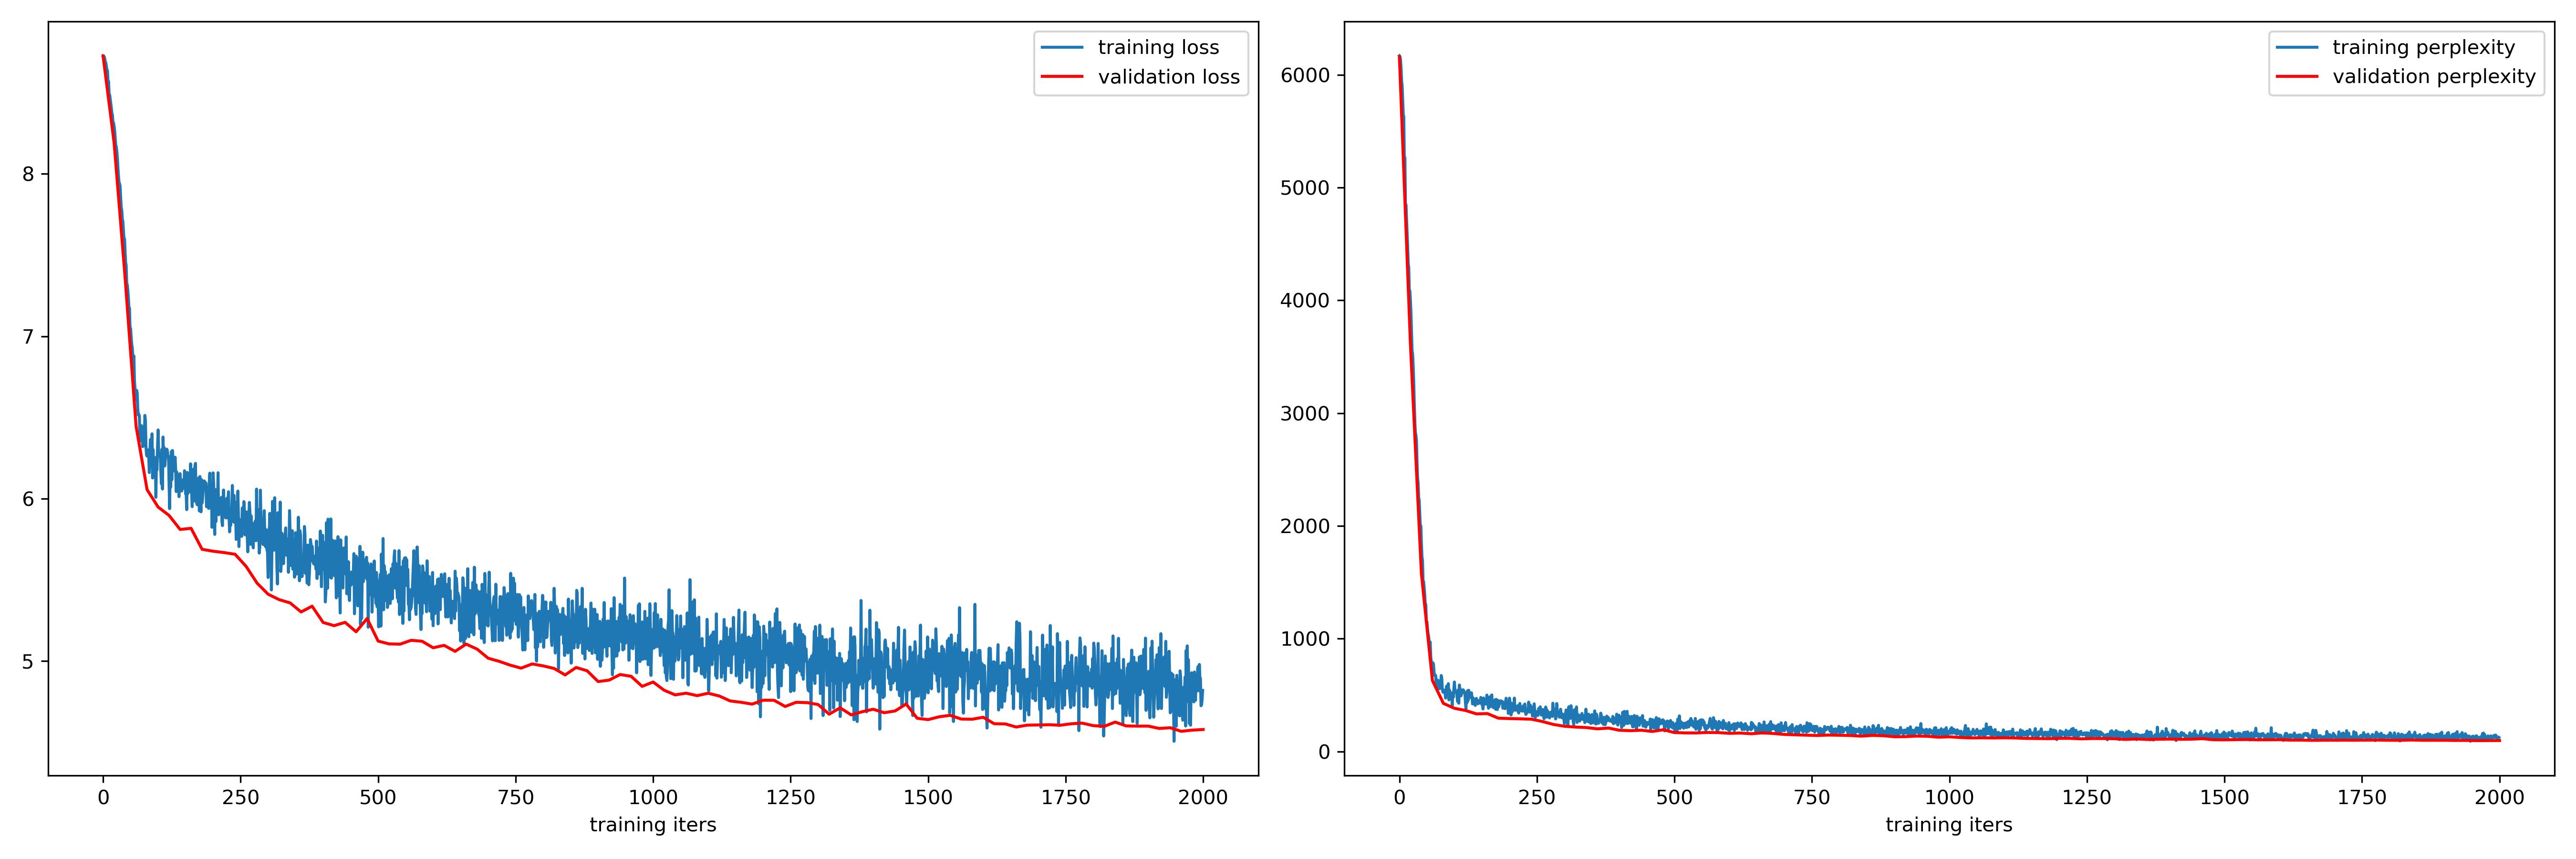 training loss
validation loss
8
7
6
5
0 250 500 750 1000 1250 1500 1750 2000
training iters
training perplexity
validation perplexity
6000
5000
4000
3000
2000
1000
0
0 250 500 750 1000 1250 1500 1750 2000
training iters